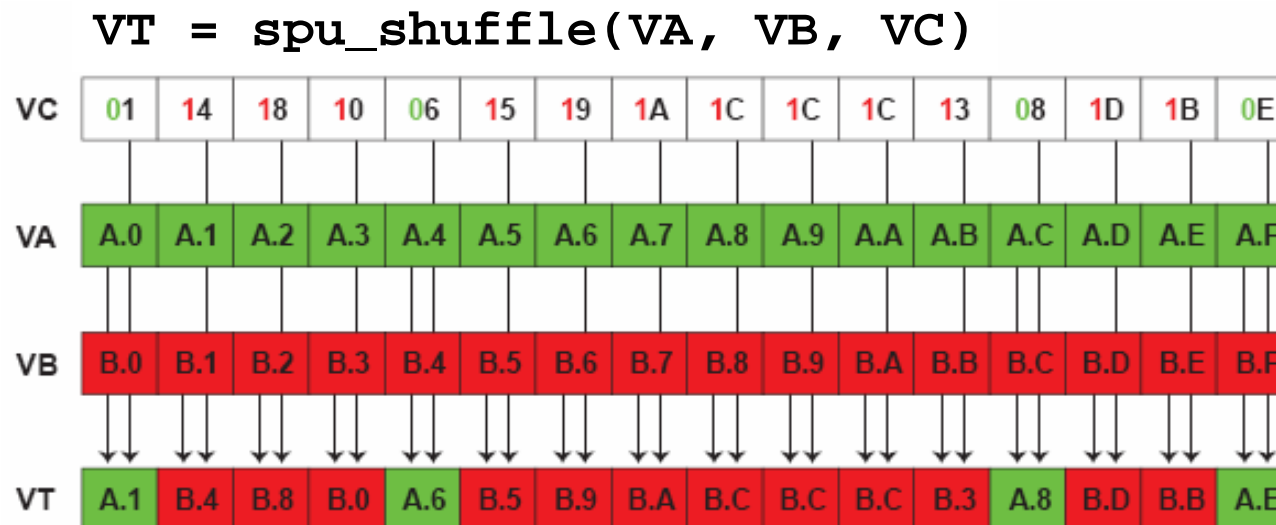 VT = spu_shuffle(VA, VB, VC)
VC 01 14 18 10 06 15 19 1A 1C 1C 1C 13 08 1D 1B 0E
VA A.0 A.1 A.2 A.3 A.4 A.5 A.6 A.7 A.8 A.9 A.A A.B A.C A.D A.E A.F
VB B.0 B.1 B.2 B.3 B.4 B.5 B.6 B.7 B.8 B.9 B.A B.B B.C B.D B.E B.F
VT A.1 B.4 B.8 B.0 A.6 B.5 B.9 B.A B.C B.C B.C B.3 A.8 B.D B.B A.E